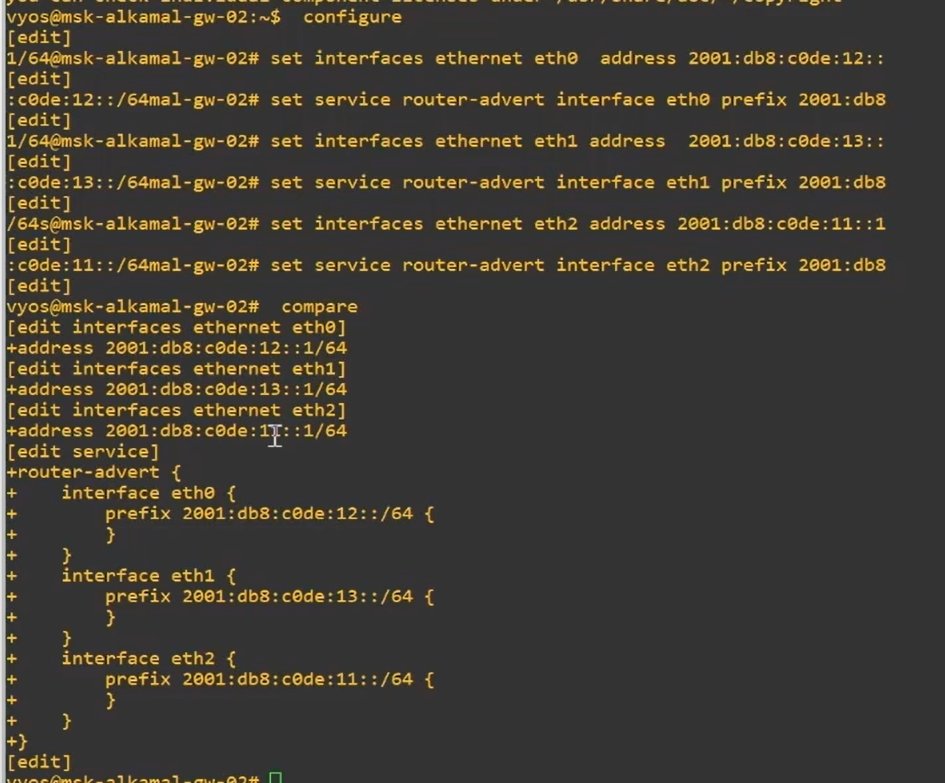 vyos@msk-alkamal-gw-02:~$  configure
[edit]
1/64@msk-alkamal-gw-02# set interfaces ethernet eth0  address 2001:db8:c0de:12::
[edit]
:c0de:12::/64mal-gw-02# set service router-advert interface eth0 prefix 2001:db8
[edit]
1/64@msk-alkamal-gw-02# set interfaces ethernet eth1 address  2001:db8:c0de:13::
[edit]
:c0de:13::/64mal-gw-02# set service router-advert interface eth1 prefix 2001:db8
[edit]
/64s@msk-alkamal-gw-02# set interfaces ethernet eth2 address 2001:db8:c0de:11::1
[edit]
:c0de:11::/64mal-gw-02# set service router-advert interface eth2 prefix 2001:db8
[edit]
vyos@msk-alkamal-gw-02#  compare
[edit interfaces ethernet eth0]
+address 2001:db8:c0de:12::1/64
[edit interfaces ethernet eth1]
+address 2001:db8:c0de:13::1/64
[edit interfaces ethernet eth2]
+address 2001:db8:c0de:11::1/64
[edit service]
+router-advert {
+    interface eth0 {
+        prefix 2001:db8:c0de:12::/64 {
+        }
+    }
+    interface eth1 {
+        prefix 2001:db8:c0de:13::/64 {
+        }
+    }
+    interface eth2 {
+        prefix 2001:db8:c0de:11::/64 {
+        }
+    }
+}
[edit]
vyos@msk-alkamal-gw-02#